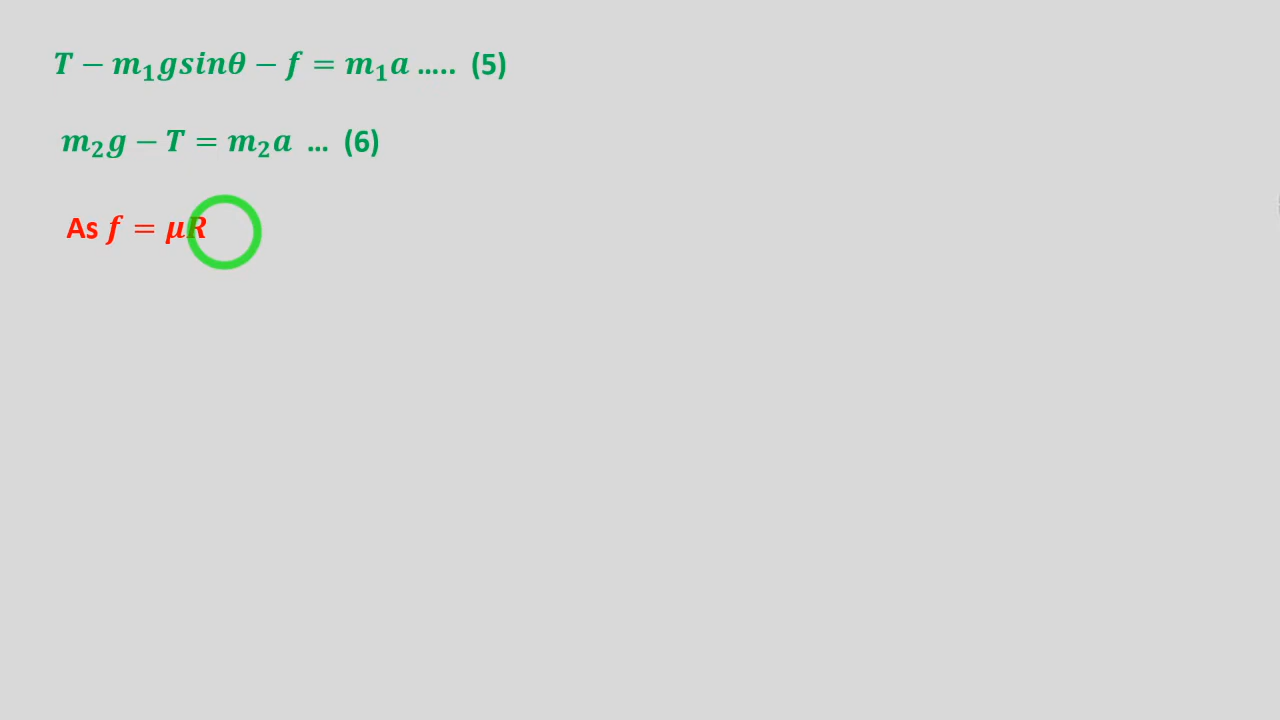 T − m₁gsinθ − f = m₁a ..... (5)
m₂g − T = m₂a ... (6)
As f = μR